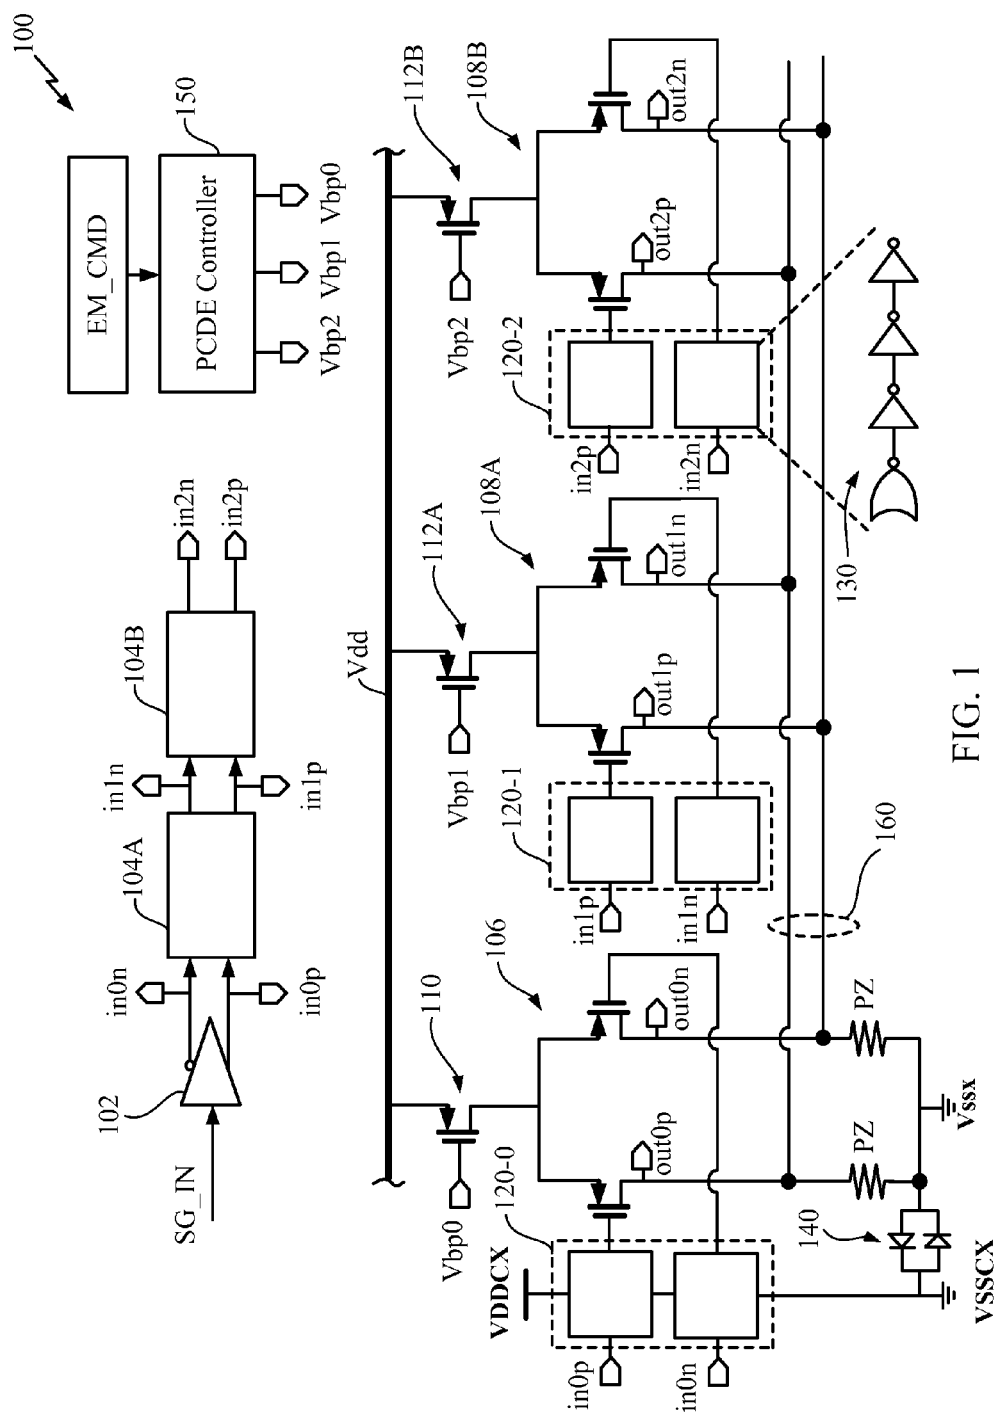 100
EM_CMD
150
PCDE Controller
Vbp2
Vbp1
Vbp0
SG_IN
102
in0n
in0p
104A
in1n
in1p
104B
in2n
in2p
Vdd
Vbp0
110
Vbp1
112A
Vbp2
112B
106
108A
108B
VDDCX
120-0
in0p
in0n
out0p
out0n
120-1
in1p
in1n
out1p
out1n
120-2
in2p
in2n
out2p
out2n
160
130
140
PZ
PZ
VSSCX
Vssx
FIG. 1